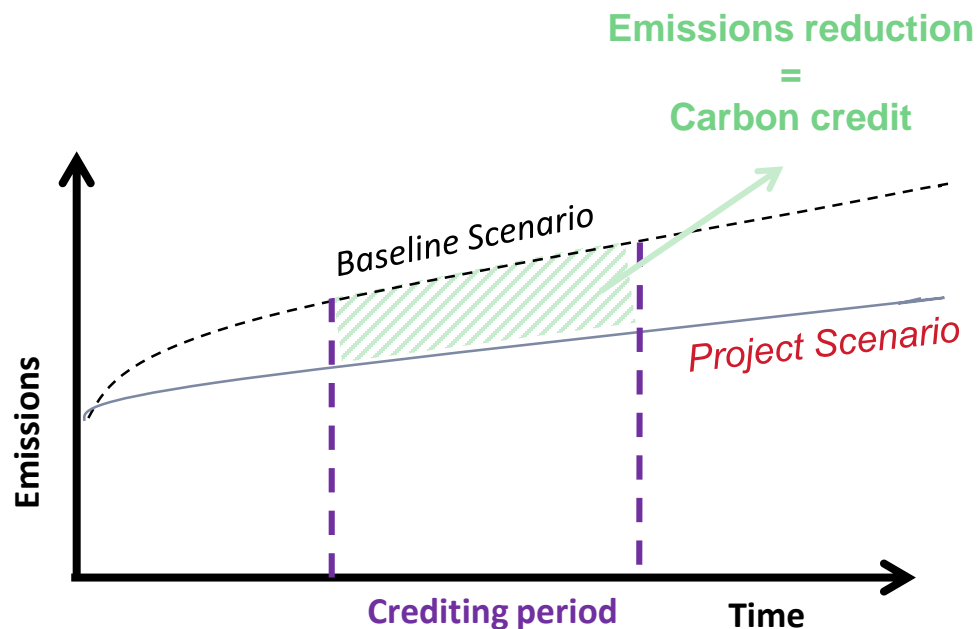 Emissions reduction
=
Carbon credit
Baseline Scenario
Project Scenario
Emissions
Crediting period
Time